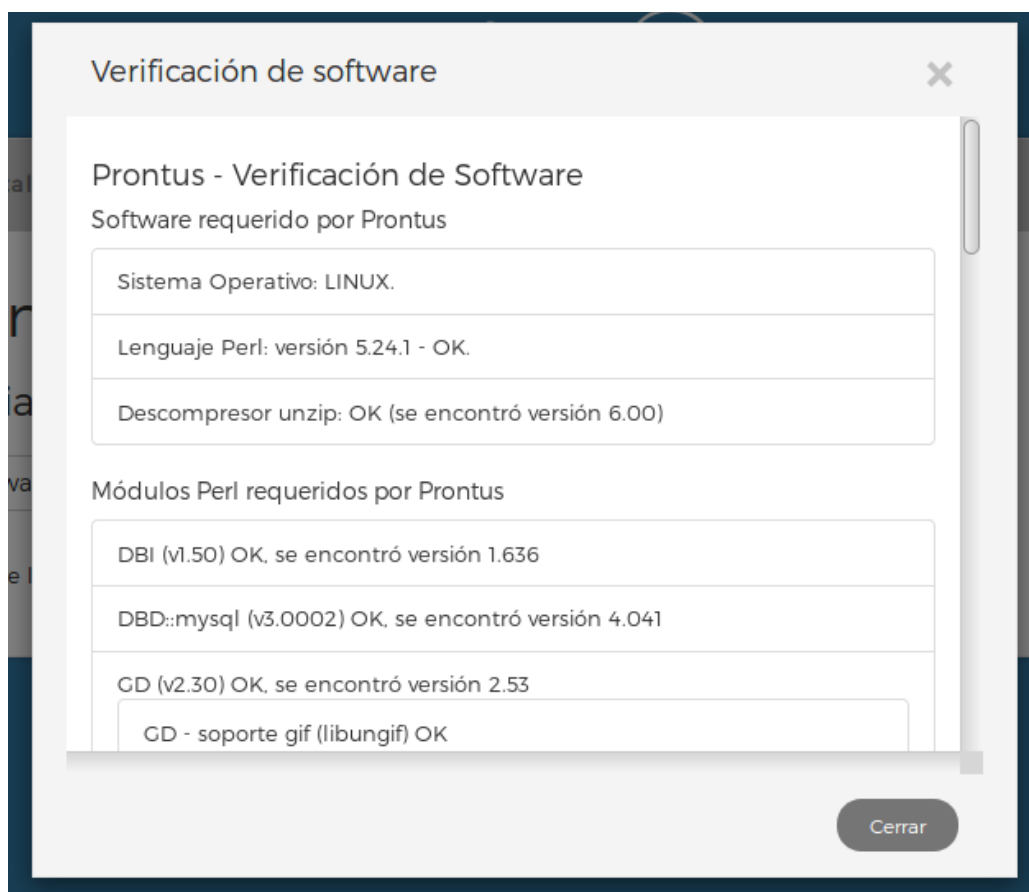 Verificación de software
Prontus - Verificación de Software
Software requerido por Prontus
Sistema Operativo: LINUX.
Lenguaje Perl: versión 5.24.1 - OK.
Descompresor unzip: OK (se encontró versión 6.00)
Módulos Perl requeridos por Prontus
DBI (v1.50) OK, se encontró versión 1.636
DBD::mysql (v3.0002) OK, se encontró versión 4.041
GD (v2.30) OK, se encontró versión 2.53
GD - soporte gif (libungif) OK
Cerrar